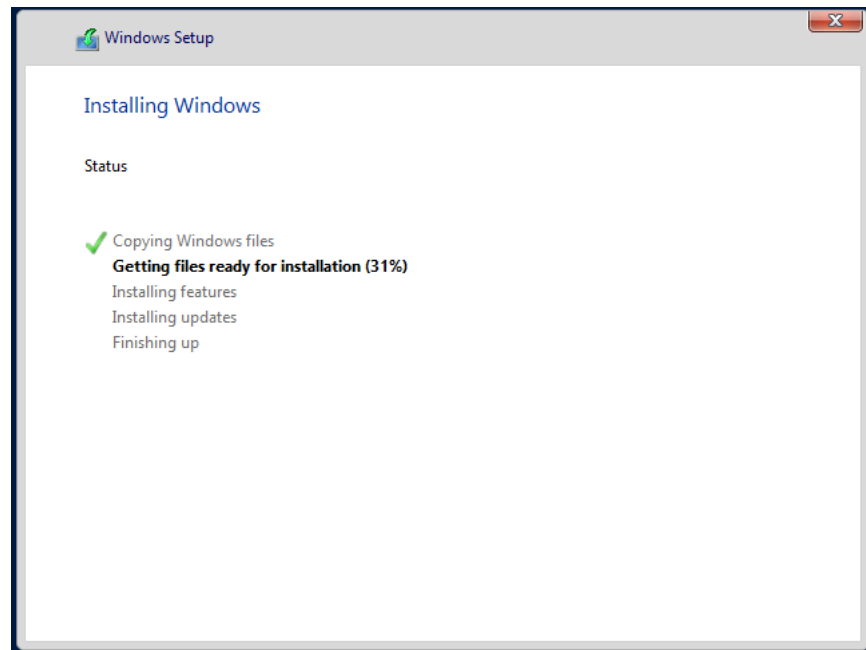 Windows Setup
Installing Windows
Status
Copying Windows files
Getting files ready for installation (31%)
Installing features
Installing updates
Finishing up